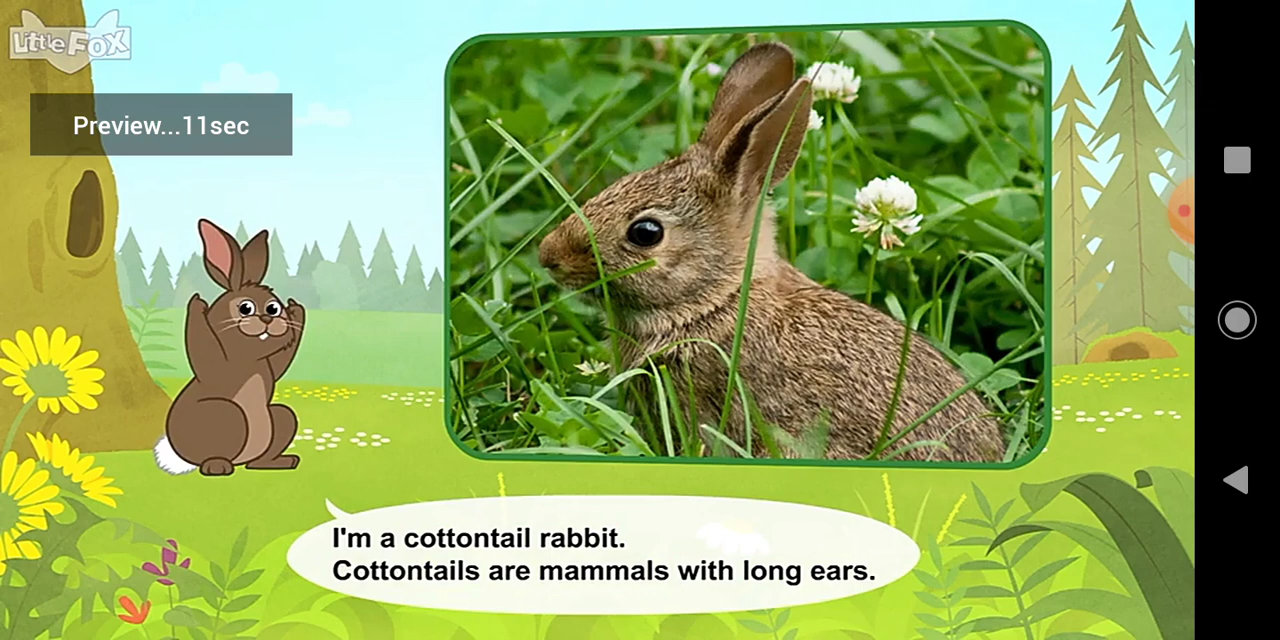 Little Fox
Preview...11sec
I'm a cottontail rabbit.
Cottontails are mammals with long ears.